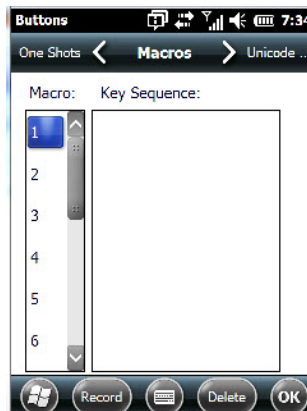 Buttons 7:34
One Shots Macros Unicode ...
Macro: Key Sequence:
1
2
3
4
5
6
Record Delete OK